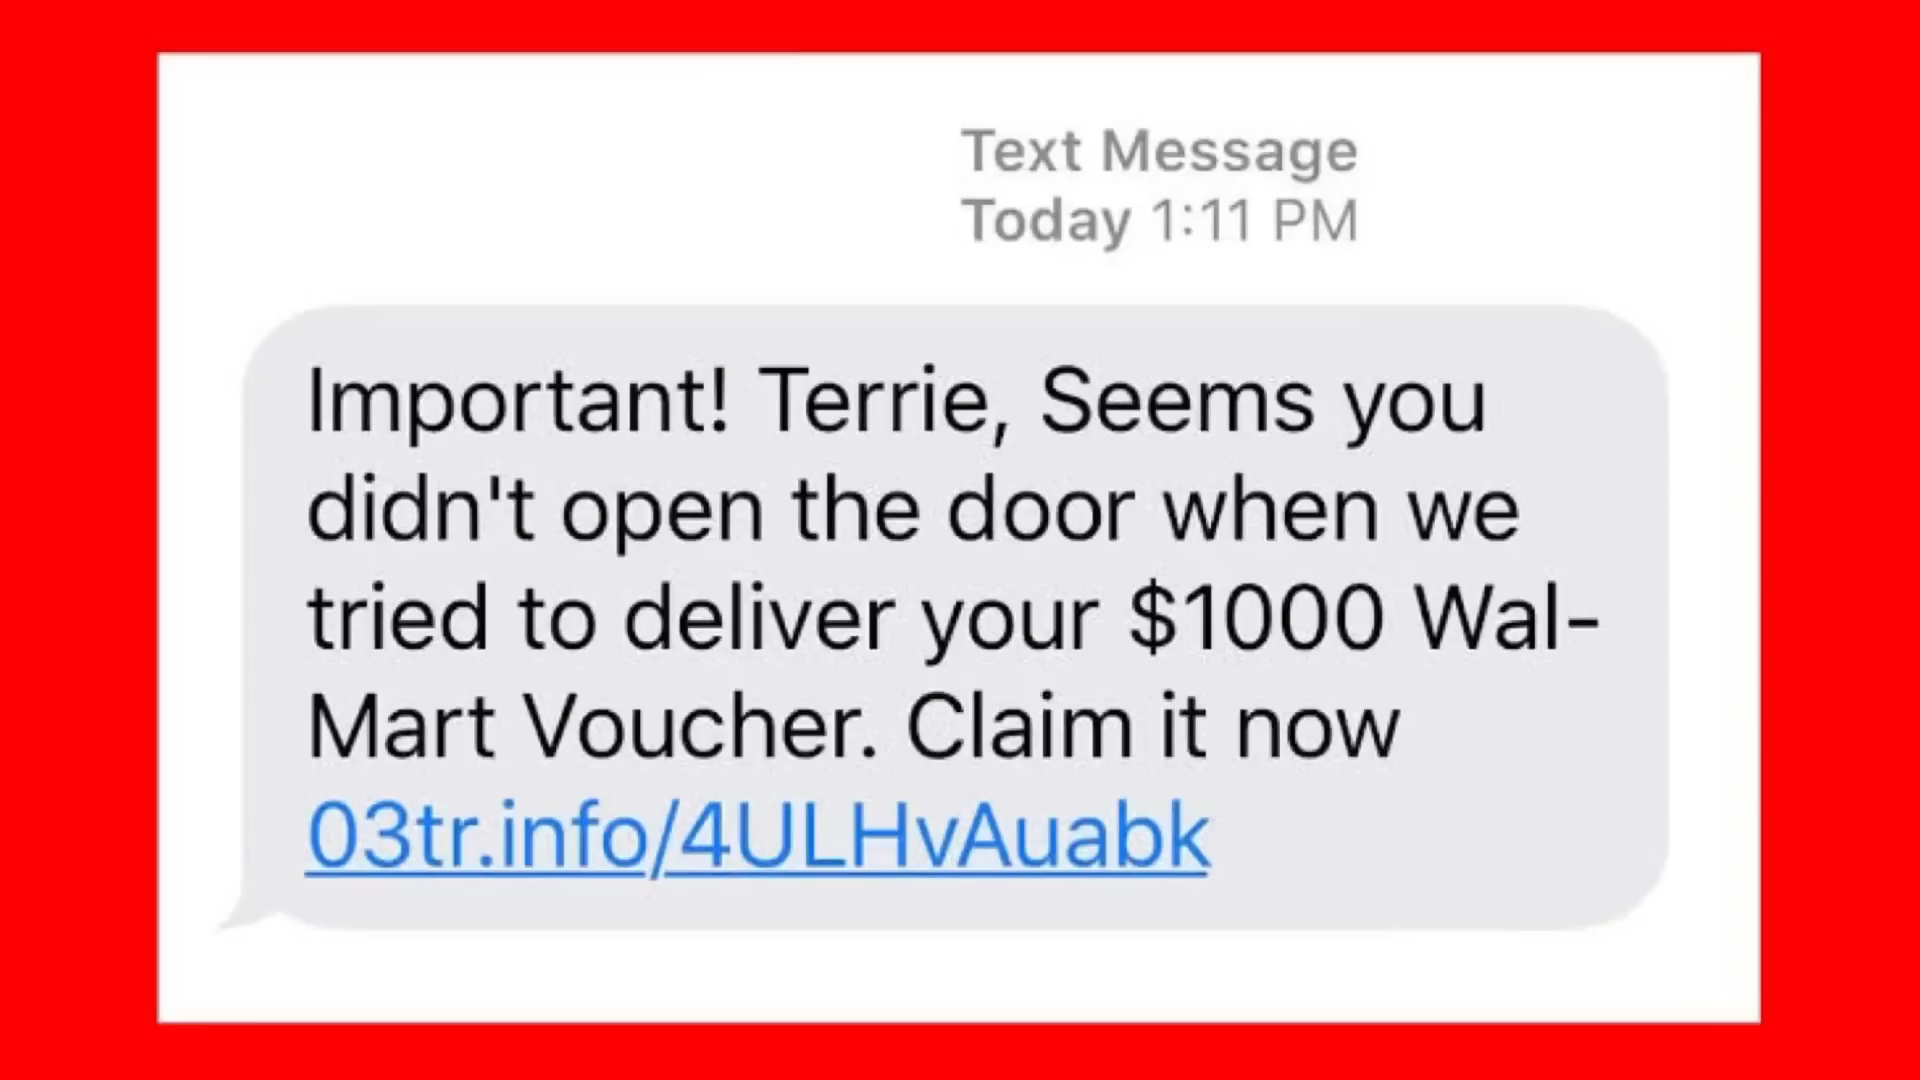 Text Message
Today 1:11 PM
Important! Terrie, Seems you
didn't open the door when we
tried to deliver your $1000 Wal-
Mart Voucher. Claim it now
03tr.info/4ULHvAuabk